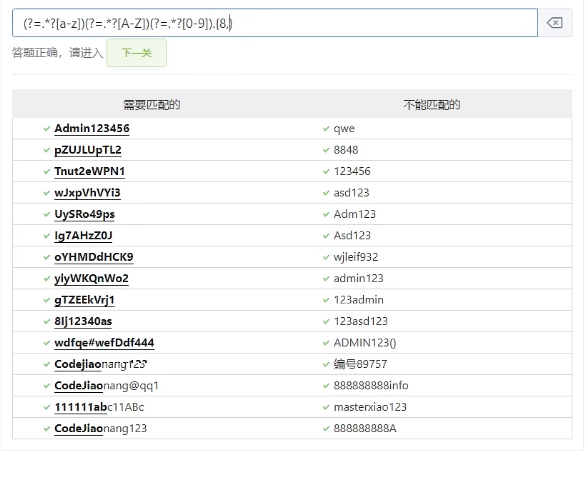 (?=.*?[a-z])(?=.*?[A-Z])(?=.*?[0-9]).{8,}
答题正确，请进入 下一关
需要匹配的 不能匹配的
Admin123456 qwe
pZUJLUpTL2 8848
Tnut2eWPN1 123456
wJxpVhVYi3 asd123
UySRo49ps Adm123
Ig7AHzZ0J Asd123
oYHMDdHCK9 wjleif932
yiyWKQnWo2 admin123
gTZEEkVrj1 123admin
8Ij12340as 123asd123
wdfqe#wefDdf444 ADMIN123()
Codejiaonang123 编号89757
CodeJiaonang@qq1 888888888info
111111abc11ABc masterxiao123
CodeJiaonang123 888888888A